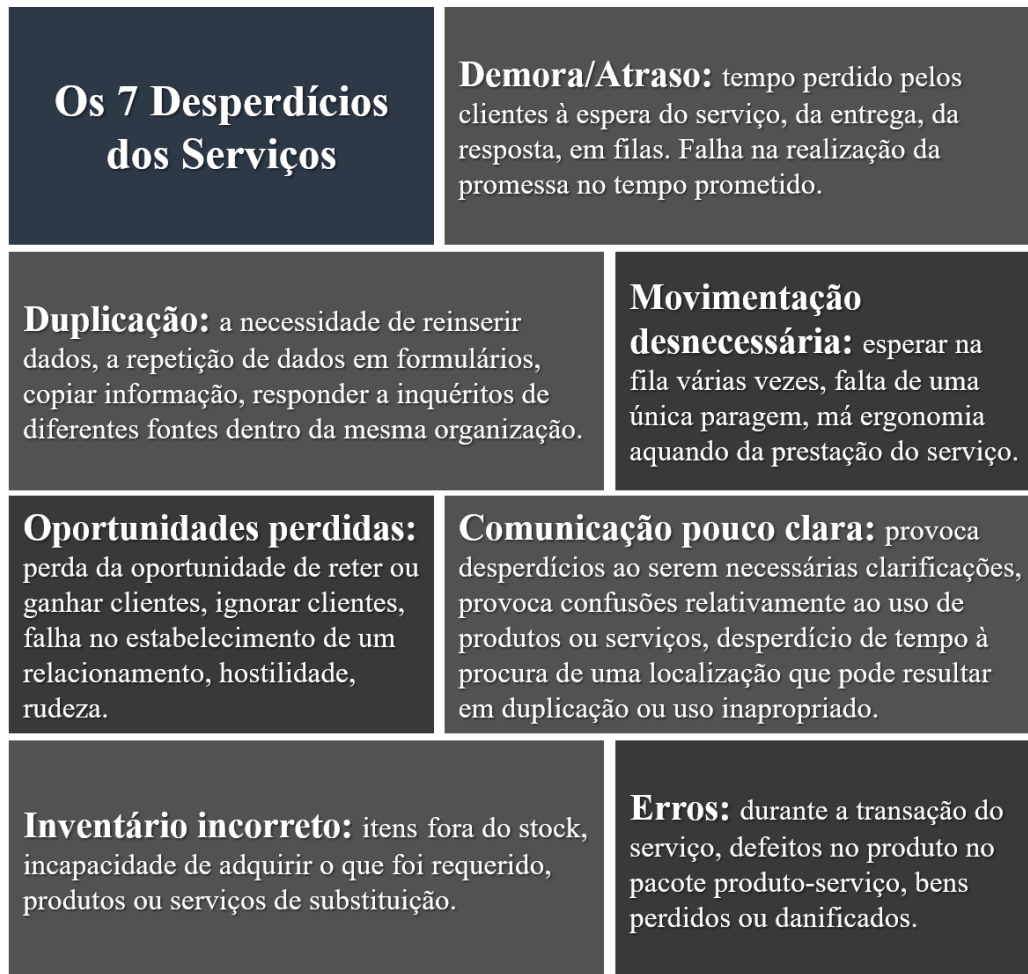 Os 7 Desperdícios
dos Serviços
Demora/Atraso: tempo perdido pelos
clientes à espera do serviço, da entrega, da
resposta, em filas. Falha na realização da
promessa no tempo prometido.
Duplicação: a necessidade de reinserir
dados, a repetição de dados em formulários,
copiar informação, responder a inquéritos de
diferentes fontes dentro da mesma organização.
Movimentação
desnecessária: esperar na
fila várias vezes, falta de uma
única paragem, má ergonomia
aquando da prestação do serviço.
Oportunidades perdidas:
perda da oportunidade de reter ou
ganhar clientes, ignorar clientes,
falha no estabelecimento de um
relacionamento, hostilidade,
rudeza.
Comunicação pouco clara: provoca
desperdícios ao serem necessárias clarificações,
provoca confusões relativamente ao uso de
produtos ou serviços, desperdício de tempo à
procura de uma localização que pode resultar
em duplicação ou uso inapropriado.
Inventário incorreto: itens fora do stock,
incapacidade de adquirir o que foi requerido,
produtos ou serviços de substituição.
Erros: durante a transação do
serviço, defeitos no produto no
pacote produto-serviço, bens
perdidos ou danificados.